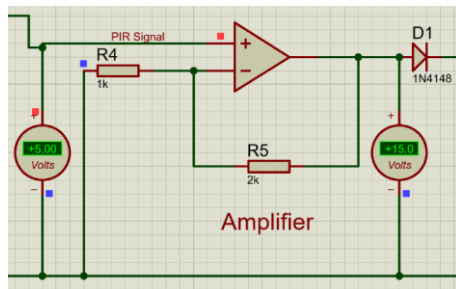 PIR Signal
D1
R4
1k
+
−
1N4148
+
+5.00
Volts
−
R5
2k
+
+15.0
Volts
−
Amplifier